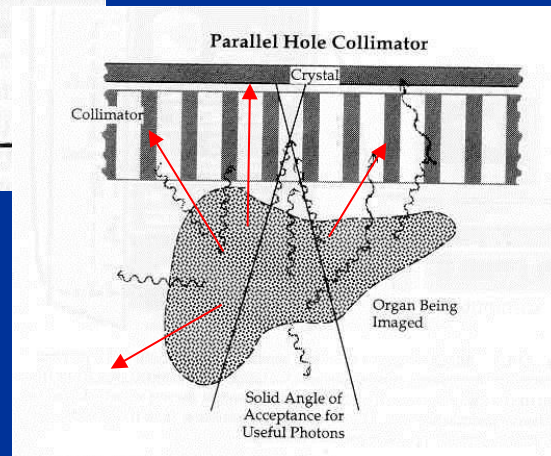 Parallel Hole Collimator
Crystal
Collimator
Organ Being
Imaged
Solid Angle of
Acceptance for
Useful Photons